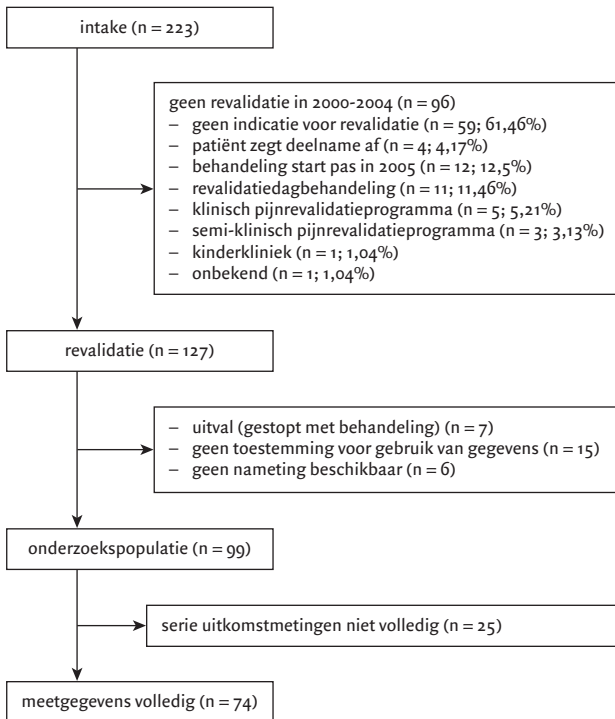 intake (n = 223)
geen revalidatie in 2000-2004 (n = 96)
– geen indicatie voor revalidatie (n = 59; 61,46%)
– patiënt zegt deelname af (n = 4; 4,17%)
– behandeling start pas in 2005 (n = 12; 12,5%)
– revalidatiedagbehandeling (n = 11; 11,46%)
– klinisch pijnrevalidatieprogramma (n = 5; 5,21%)
– semi-klinisch pijnrevalidatieprogramma (n = 3; 3,13%)
– kinderkliniek (n = 1; 1,04%)
– onbekend (n = 1; 1,04%)
revalidatie (n = 127)
– uitval (gestopt met behandeling) (n = 7)
– geen toestemming voor gebruik van gegevens (n = 15)
– geen nameting beschikbaar (n = 6)
onderzoekspopulatie (n = 99)
serie uitkomstmetingen niet volledig (n = 25)
meetgegevens volledig (n = 74)